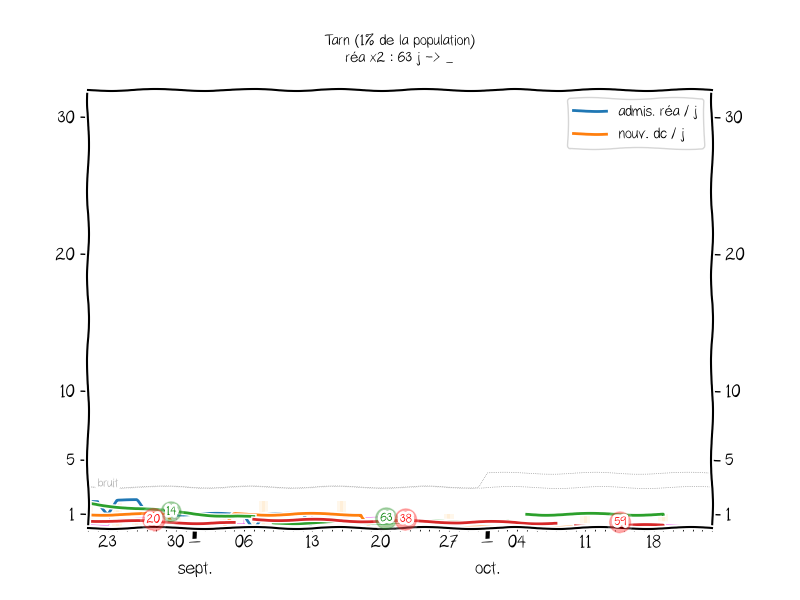 Tarn (1% de la population)
réa x2 : 63 j -> _
30 30
admis. réa / j
nouv. dc / j
20 20
10 10
5 5
bruit
1 14 20 63 38 59 1
23 30 06 13 20 27 04 11 18
sept. oct.